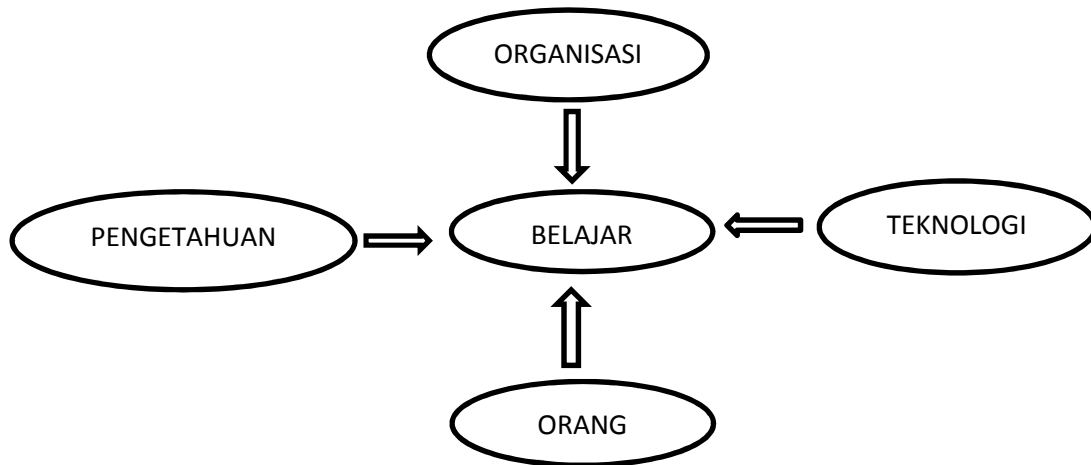 ORGANISASI
PENGETAHUAN
BELAJAR
TEKNOLOGI
ORANG